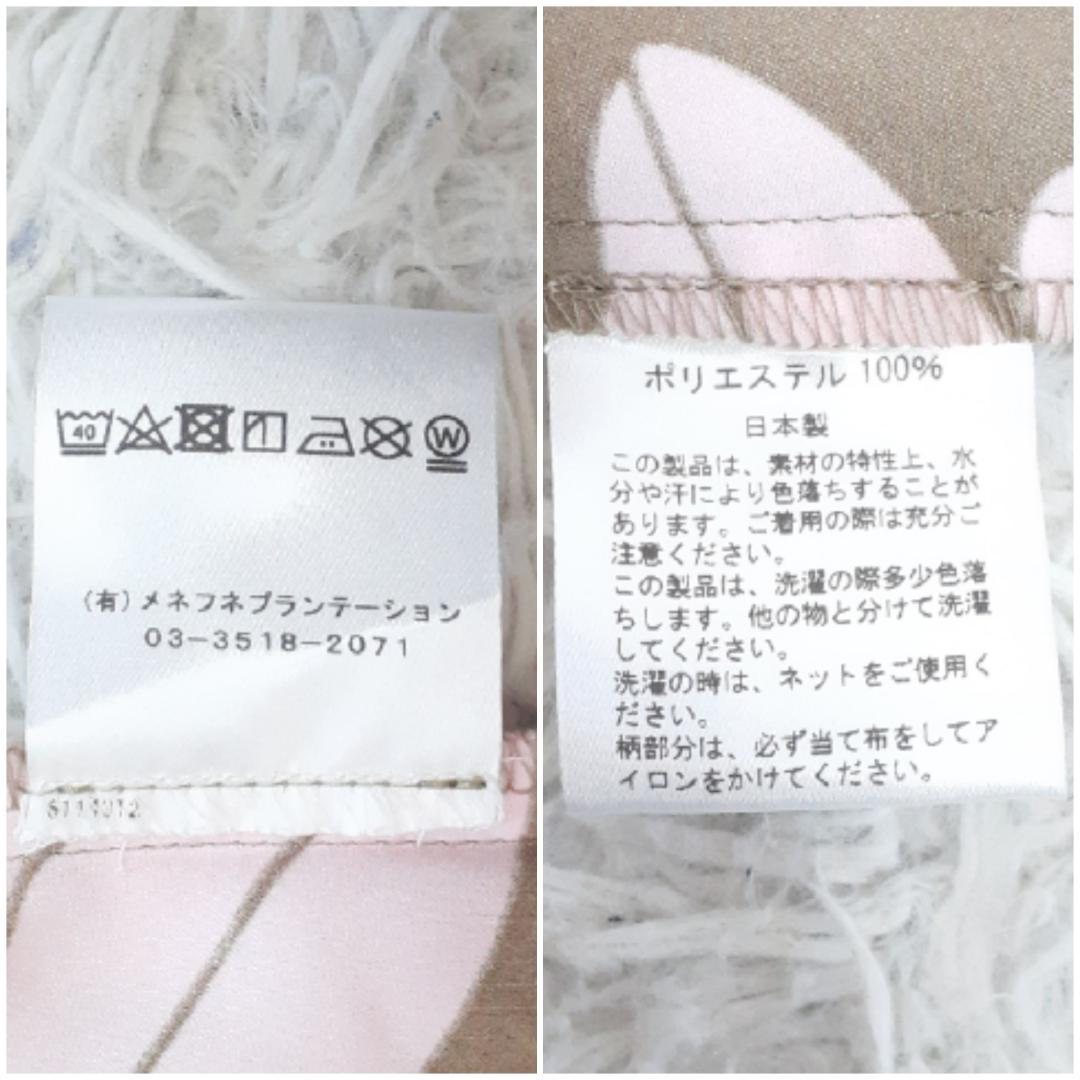 40
W
(有)メネフネプランテーション
03-3518-2071
ポリエステル 100%
日本製
この製品は、素材の特性上、水
分や汗により色落ちすることが
あります。ご着用の際は充分ご
注意ください。
この製品は、洗濯の際多少色落
ちします。他の物と分けて洗濯
してください。
洗濯の時は、ネットをご使用く
ださい。
柄部分は、必ず当て布をしてア
イロンをかけてください。